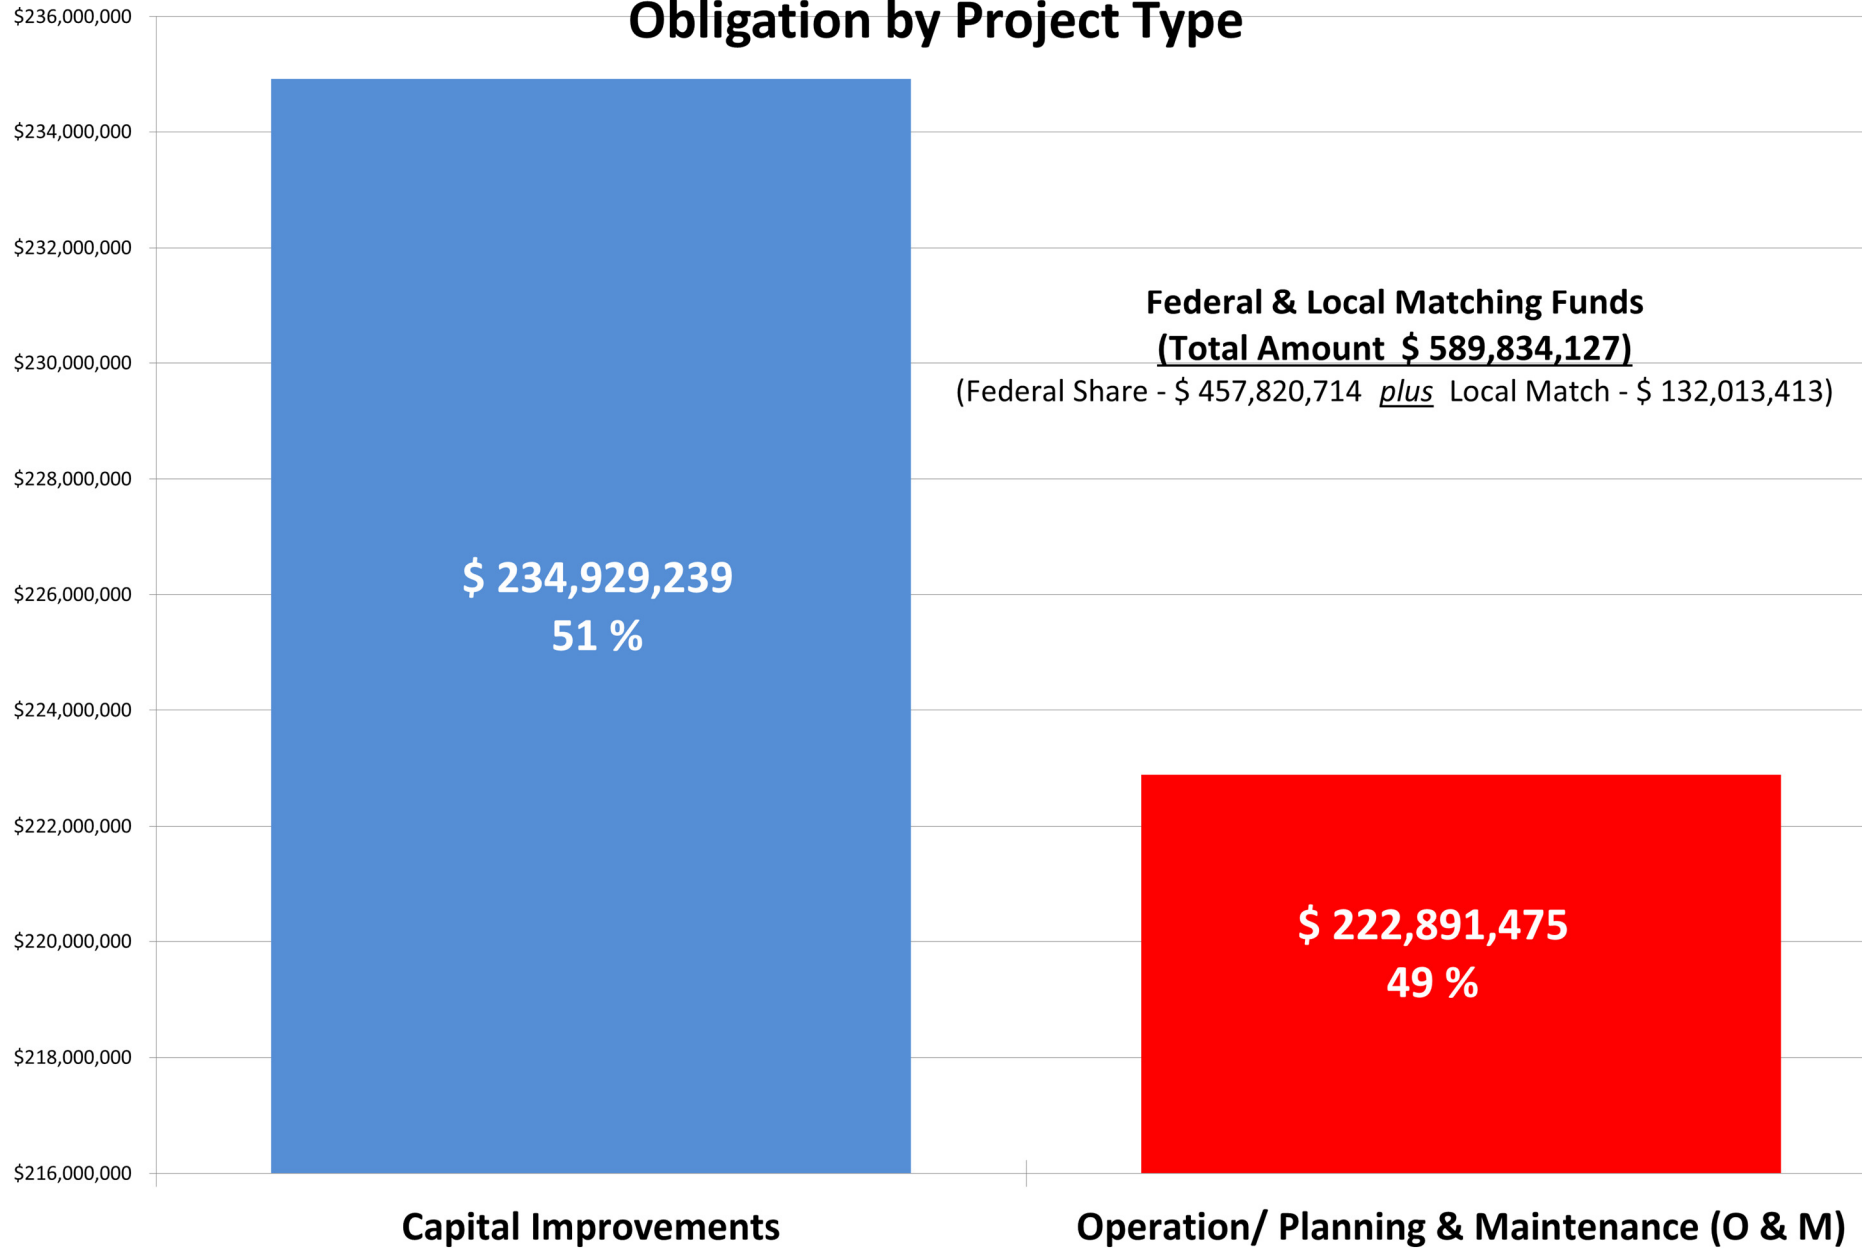 Obligation by Project Type
$236,000,000
$234,000,000
$232,000,000
$230,000,000
$228,000,000
$226,000,000
$224,000,000
$222,000,000
$220,000,000
$218,000,000
$216,000,000
Federal & Local Matching Funds
(Total Amount $ 589,834,127)
(Federal Share - $ 457,820,714 plus Local Match - $ 132,013,413)
$ 234,929,239
51 %
$ 222,891,475
49 %
Capital Improvements
Operation/ Planning & Maintenance (O & M)